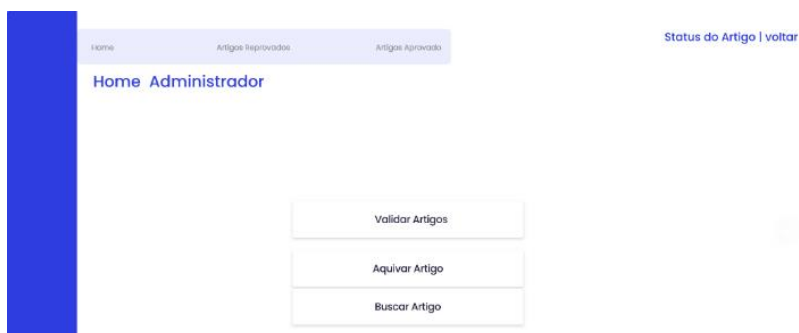 Status do Artigo | voltar
Home Artigos Reprovados Artigos Aprovado
Home Administrador
Validar Artigos
Aquivar Artigo
Buscar Artigo